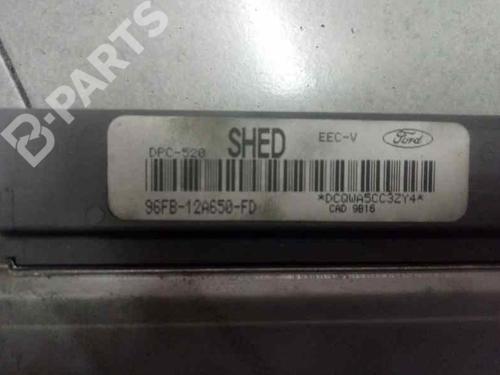 B-PARTS
DPC-520 SHED EEC-V Ford
96FB-12A650-FD *DCQWA5CC3ZY4*
CAD 9B16